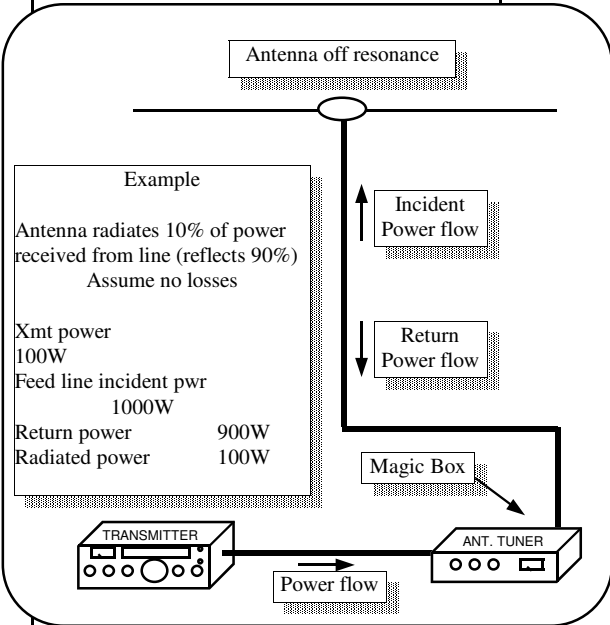 Antenna off resonance
Example
Antenna radiates 10% of power
received from line (reflects 90%)
Assume no losses
Xmt power
100W
Feed line incident pwr
1000W
Return power 900W
Radiated power 100W
Incident
Power flow
Return
Power flow
Magic Box
TRANSMITTER
ANT. TUNER
Power flow